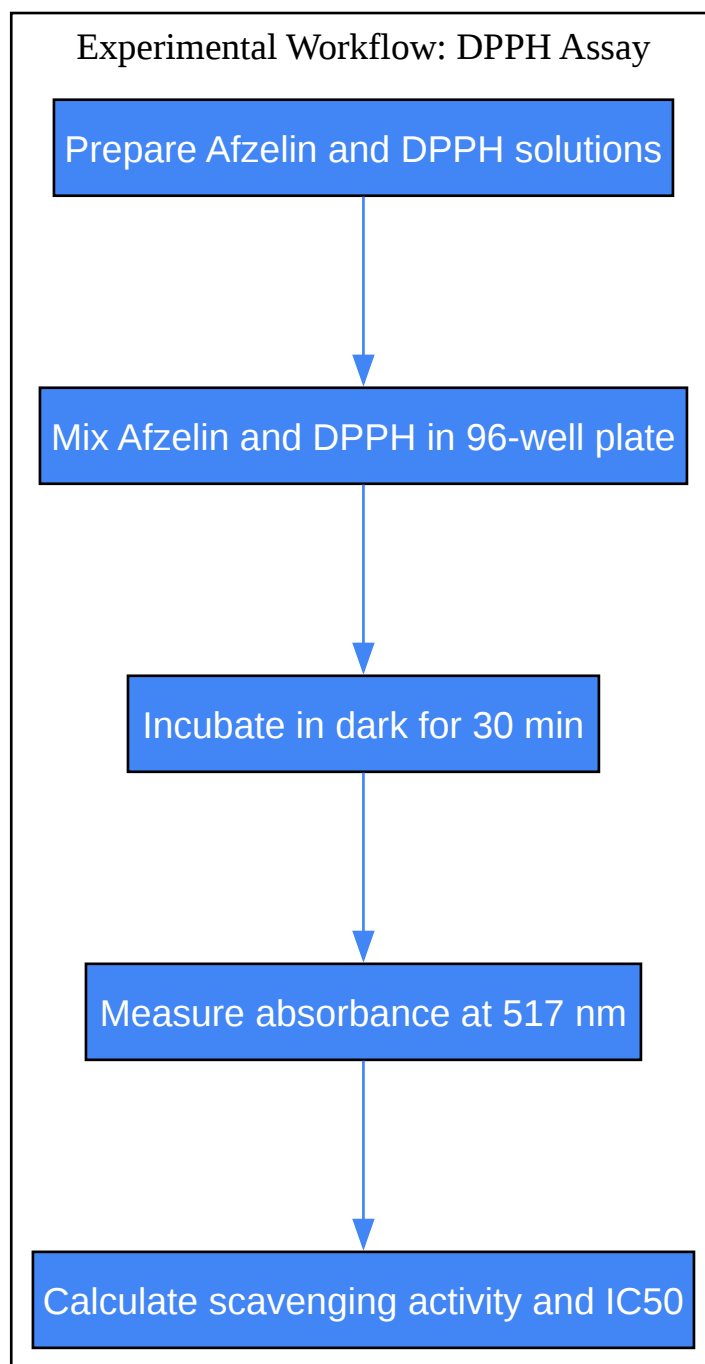 Experimental Workflow: DPPH Assay
Prepare Afzelin and DPPH solutions
Mix Afzelin and DPPH in 96-well plate
Incubate in dark for 30 min
Measure absorbance at 517 nm
Calculate scavenging activity and IC50